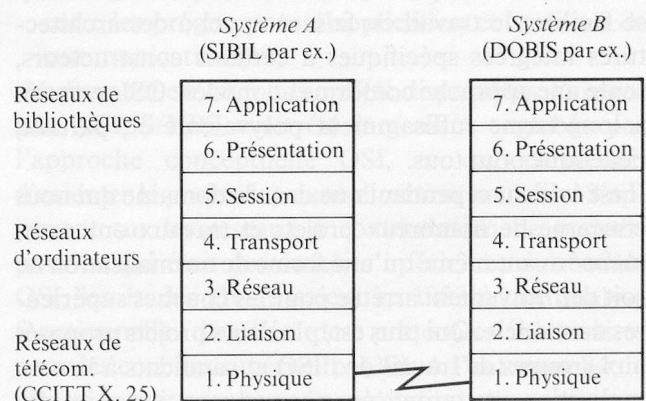 Système A
(SIBIL par ex.)
Système B
(DOBIS par ex.)
Réseaux de
bibliothèques
Réseaux
d'ordinateurs
Réseaux de
télécom.
(CCITT X. 25)
7. Application
6. Présentation
5. Session
4. Transport
3. Réseau
2. Liaison
1. Physique
7. Application
6. Présentation
5. Session
4. Transport
3. Réseau
2. Liaison
1. Physique